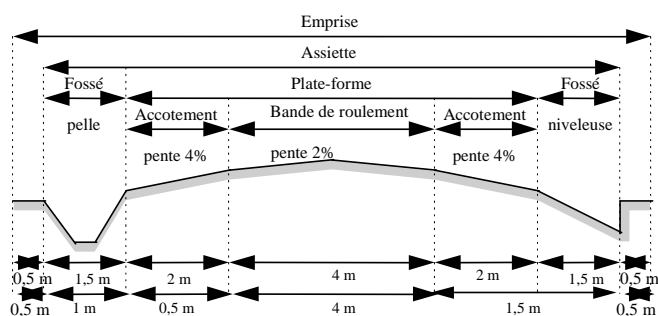 Emprise
Assiette
Fossé Plate-forme Fossé
pelle Accotement Bande de roulement Accotement niveleuse
pente 4% pente 2% pente 4%
0,5 m 1,5 m 2 m 4 m 2 m 1,5 m 0,5 m
0,5 m 1 m 0,5 m 4 m 1,5 m 0,5 m